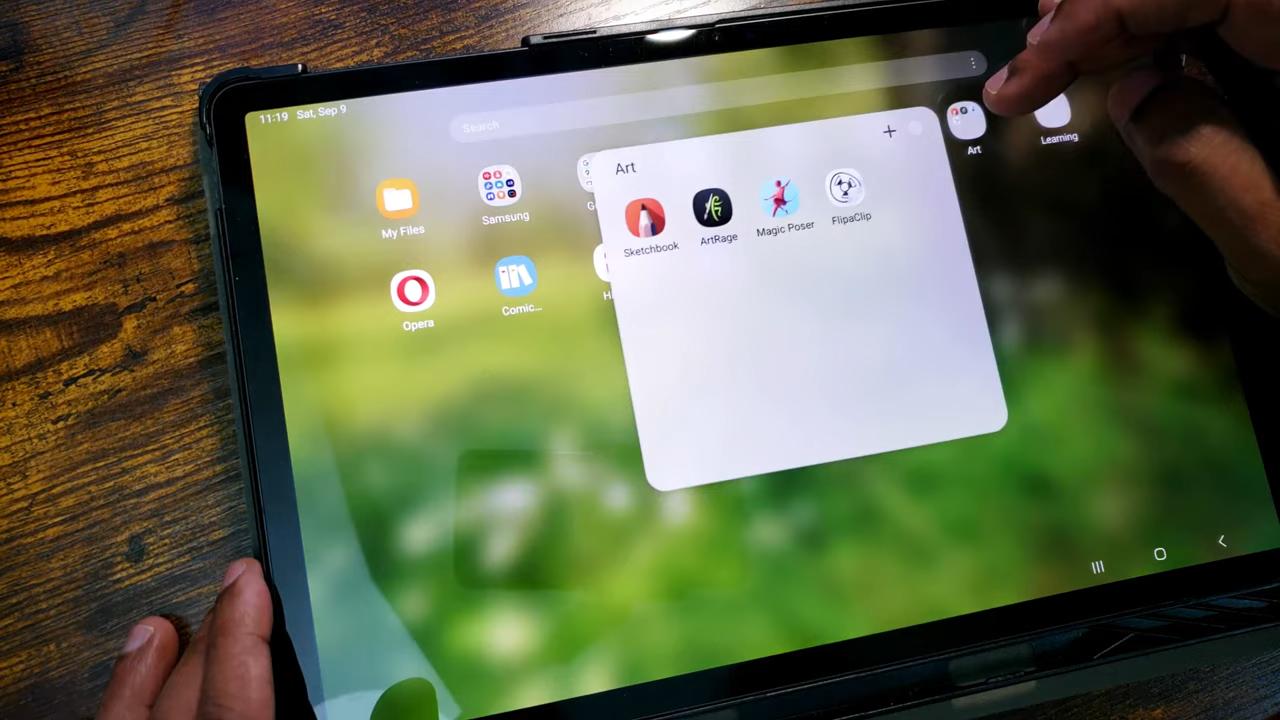 11:19 Sat, Sep 9
Search
My Files
Samsung
Opera
Comic...
Art
Sketchbook
ArtRage
Magic Poser
FlipaClip
Art
Learning